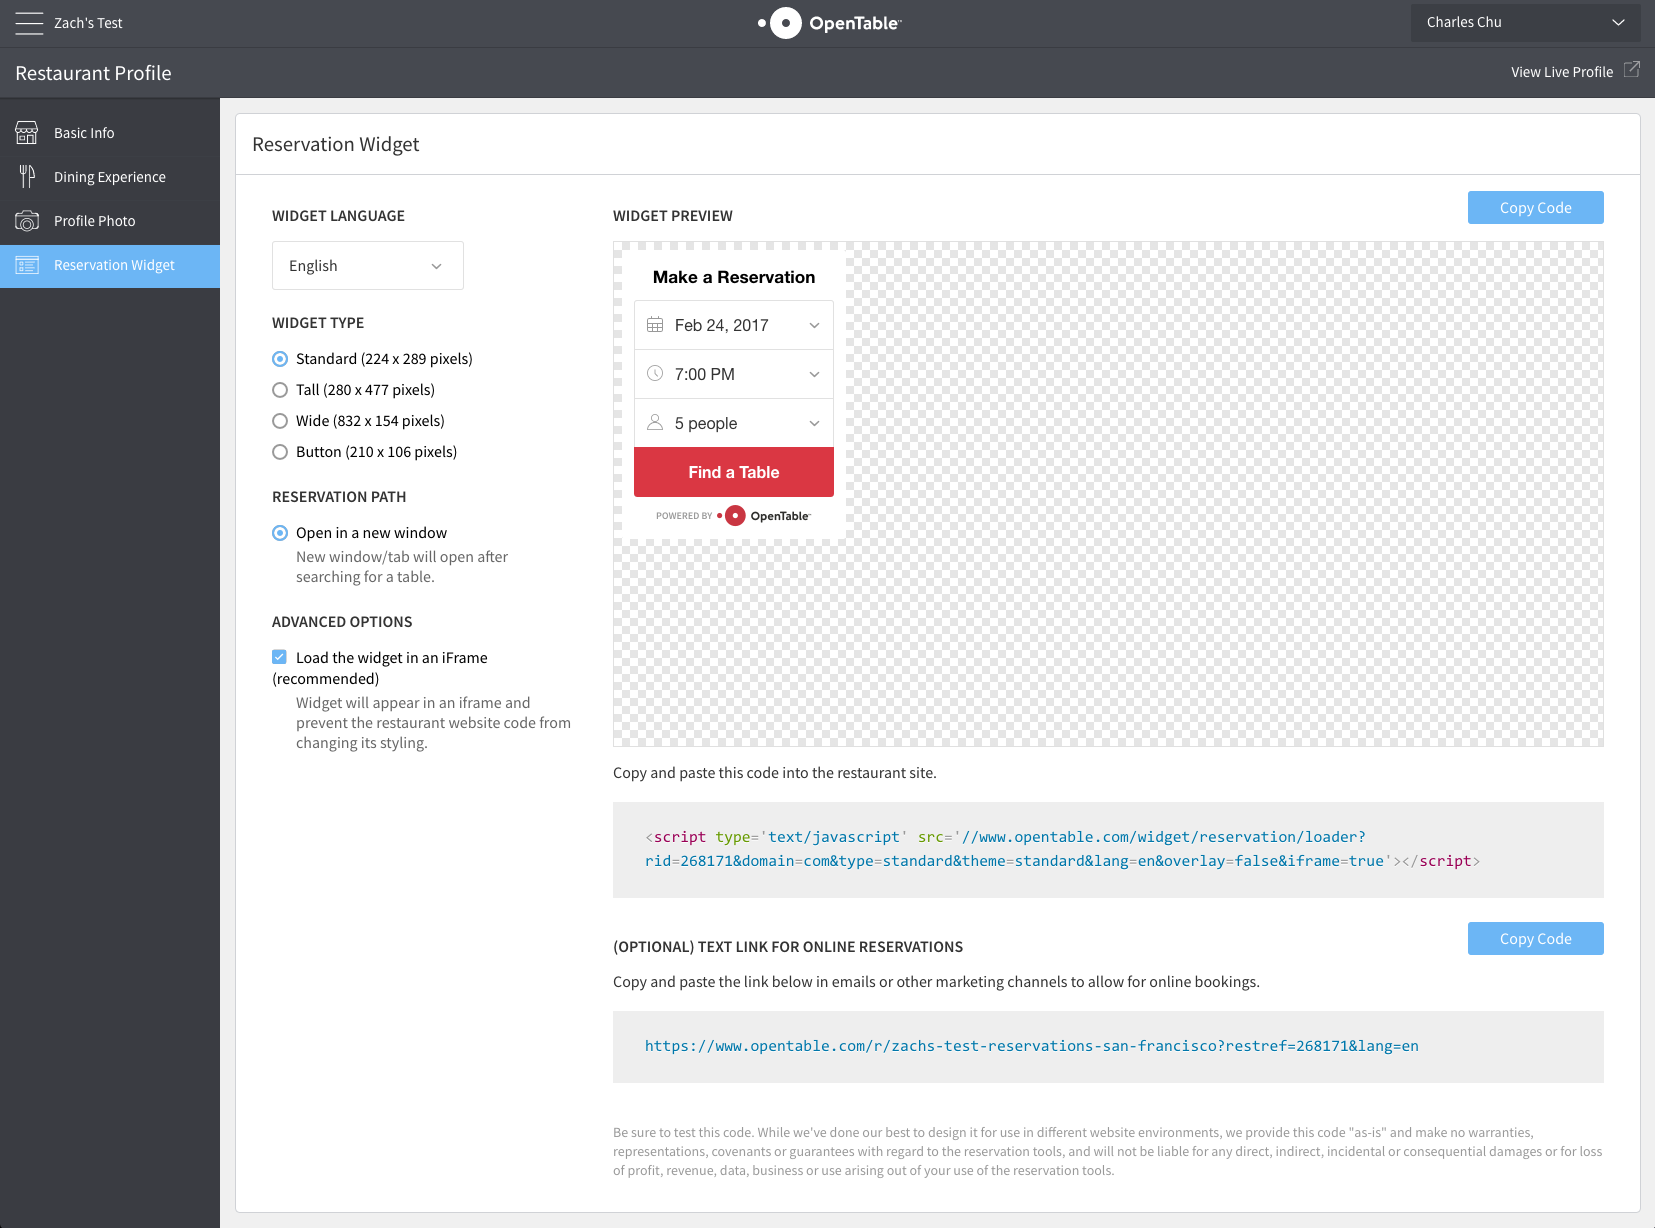 Zach's Test
OpenTable™
Charles Chu
Restaurant Profile
View Live Profile
Basic Info
Dining Experience
Profile Photo
Reservation Widget
Reservation Widget
WIDGET LANGUAGE
English
WIDGET TYPE
Standard (224 x 289 pixels)
Tall (280 x 477 pixels)
Wide (832 x 154 pixels)
Button (210 x 106 pixels)
RESERVATION PATH
Open in a new window
New window/tab will open after
searching for a table.
ADVANCED OPTIONS
Load the widget in an iFrame
(recommended)
Widget will appear in an iframe and
prevent the restaurant website code from
changing its styling.
WIDGET PREVIEW
Copy Code
Make a Reservation
Feb 24, 2017
7:00 PM
5 people
Find a Table
POWERED BY OpenTable™
Copy and paste this code into the restaurant site.
<script type='text/javascript' src='//www.opentable.com/widget/reservation/loader?
rid=268171&domain=com&type=standard&theme=standard&lang=en&overlay=false&iframe=true'></script>
(OPTIONAL) TEXT LINK FOR ONLINE RESERVATIONS
Copy Code
Copy and paste the link below in emails or other marketing channels to allow for online bookings.
https://www.opentable.com/r/zachs-test-reservations-san-francisco?restref=268171&lang=en
Be sure to test this code. While we've done our best to design it for use in different website environments, we provide this code "as-is" and make no warranties,
representations, covenants or guarantees with regard to the reservation tools, and will not be liable for any direct, indirect, incidental or consequential damages or for loss
of profit, revenue, data, business or use arising out of your use of the reservation tools.